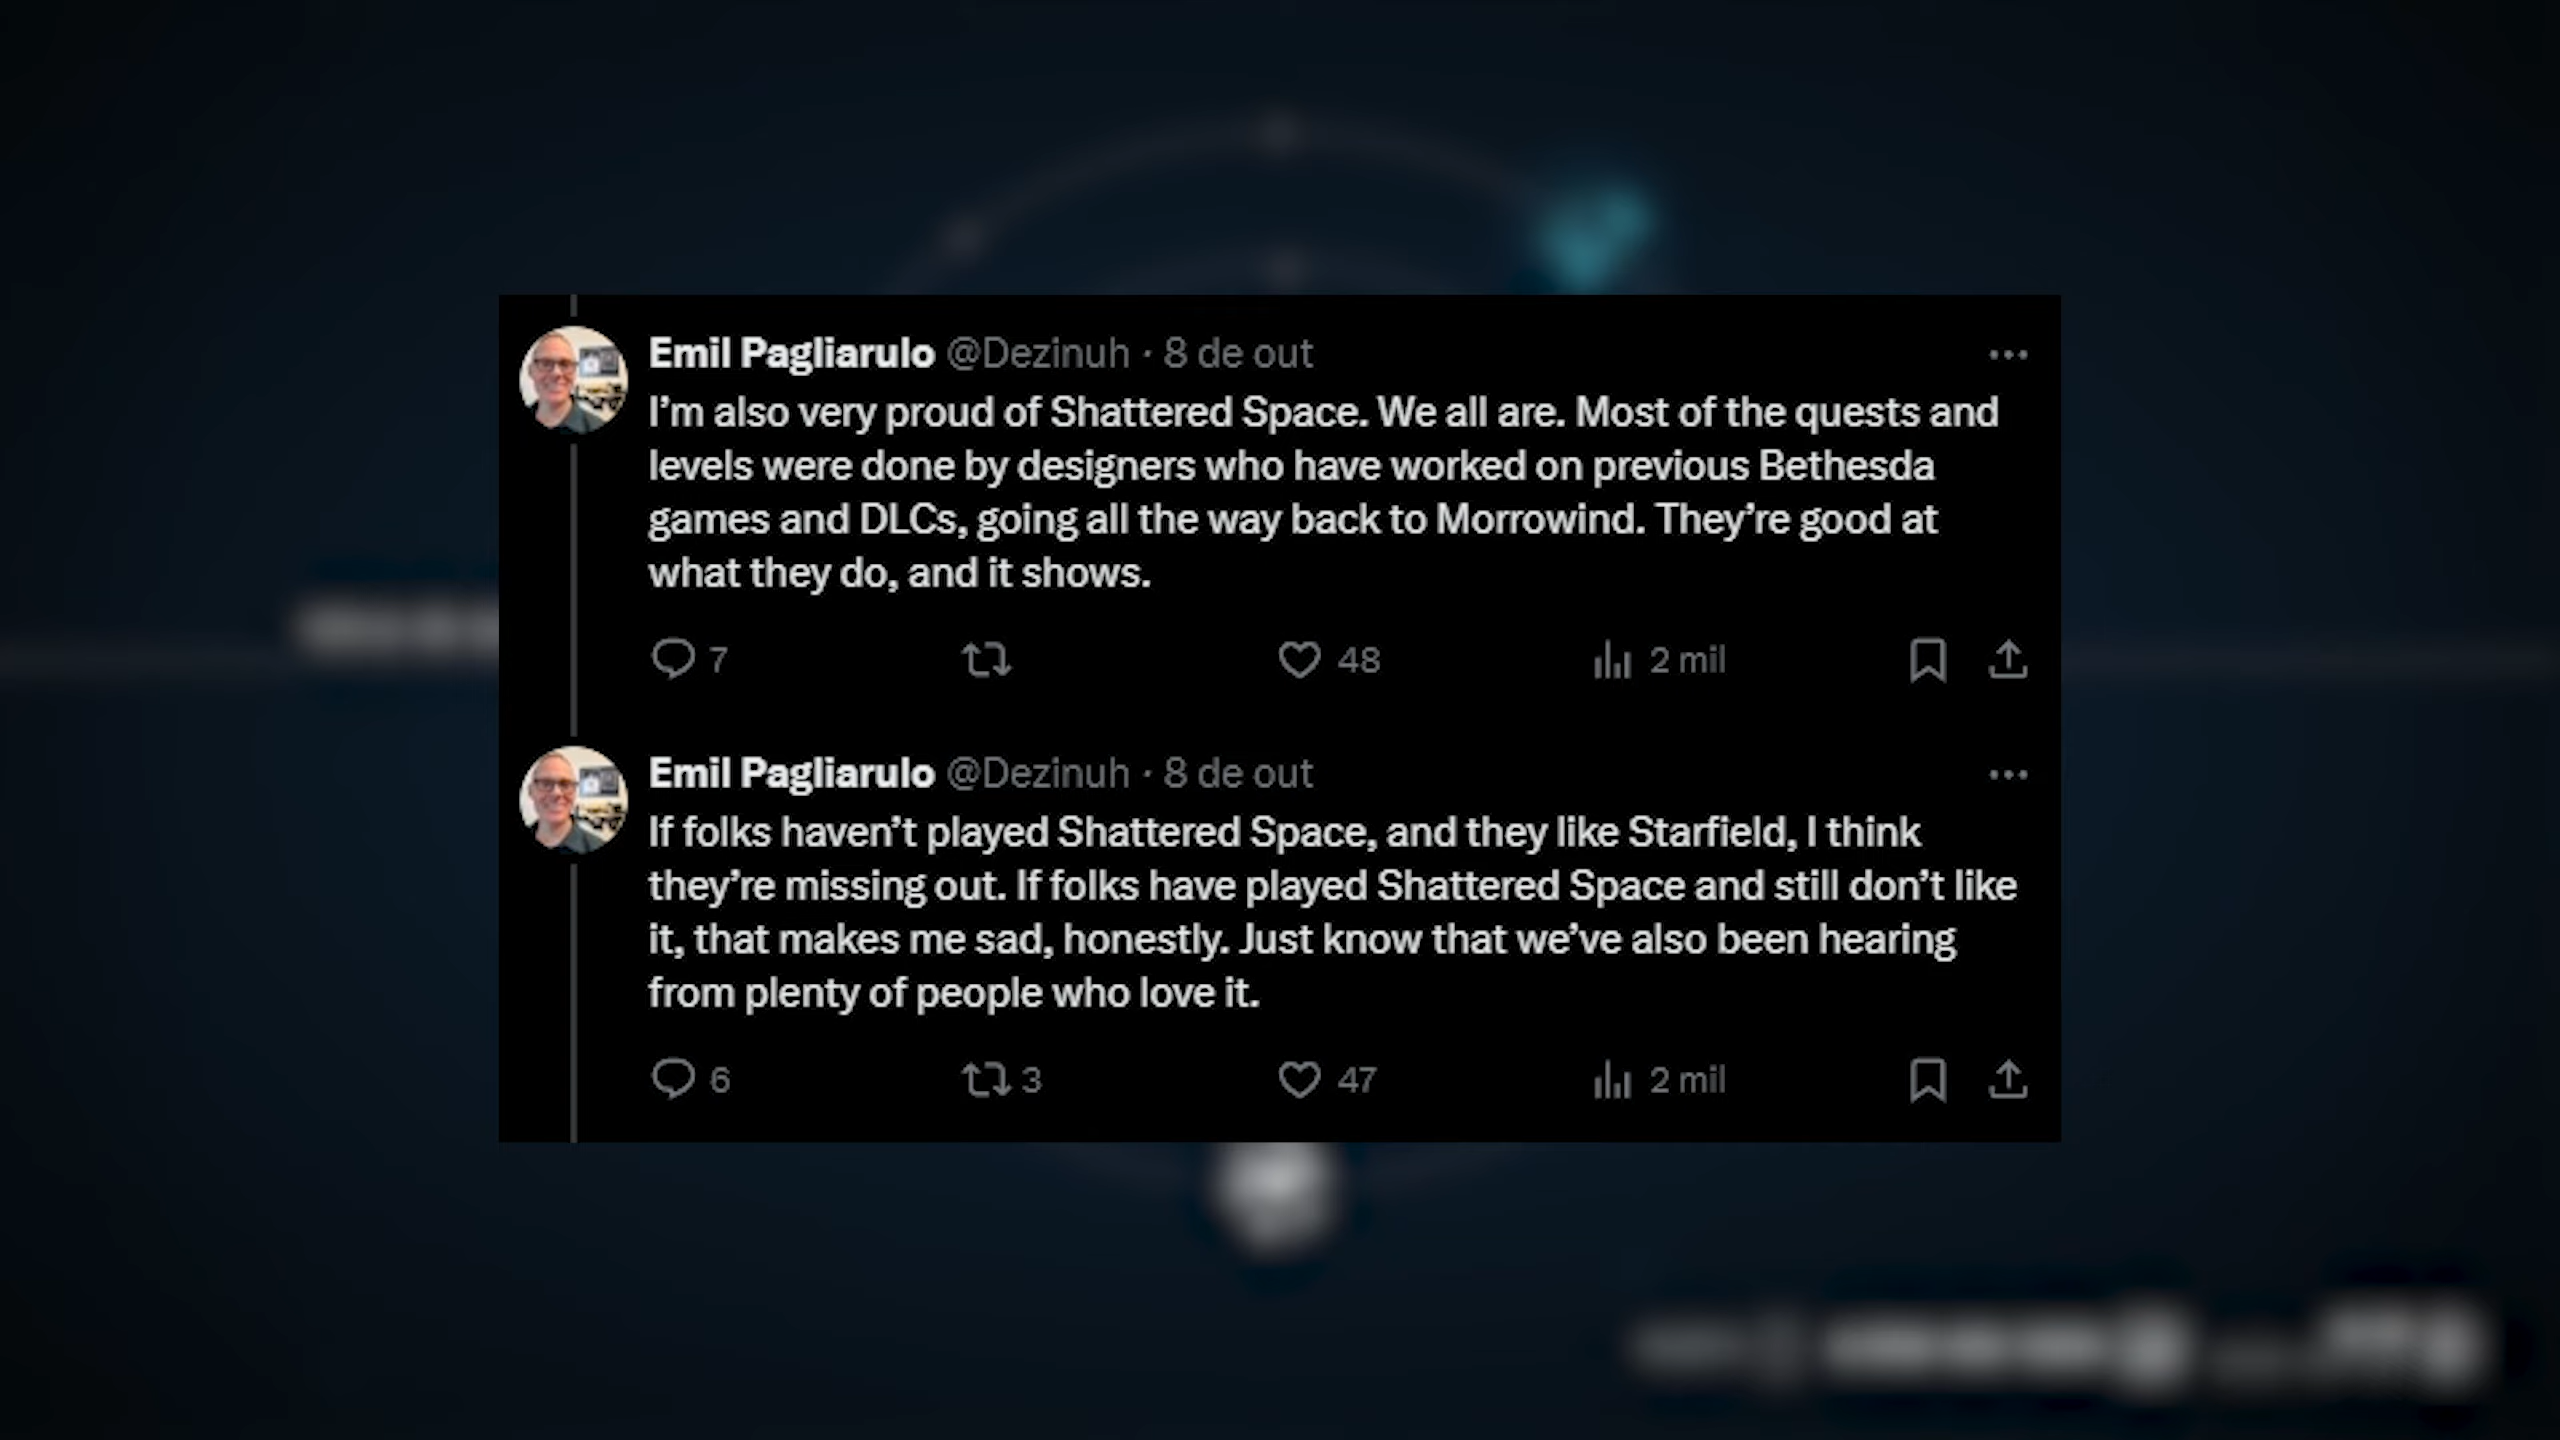 Emil Pagliarulo @Dezinuh · 8 de out
I’m also very proud of Shattered Space. We all are. Most of the quests and
levels were done by designers who have worked on previous Bethesda
games and DLCs, going all the way back to Morrowind. They’re good at
what they do, and it shows.
7 48 2 mil
Emil Pagliarulo @Dezinuh · 8 de out
If folks haven’t played Shattered Space, and they like Starfield, I think
they’re missing out. If folks have played Shattered Space and still don’t like
it, that makes me sad, honestly. Just know that we’ve also been hearing
from plenty of people who love it.
6 3 47 2 mil